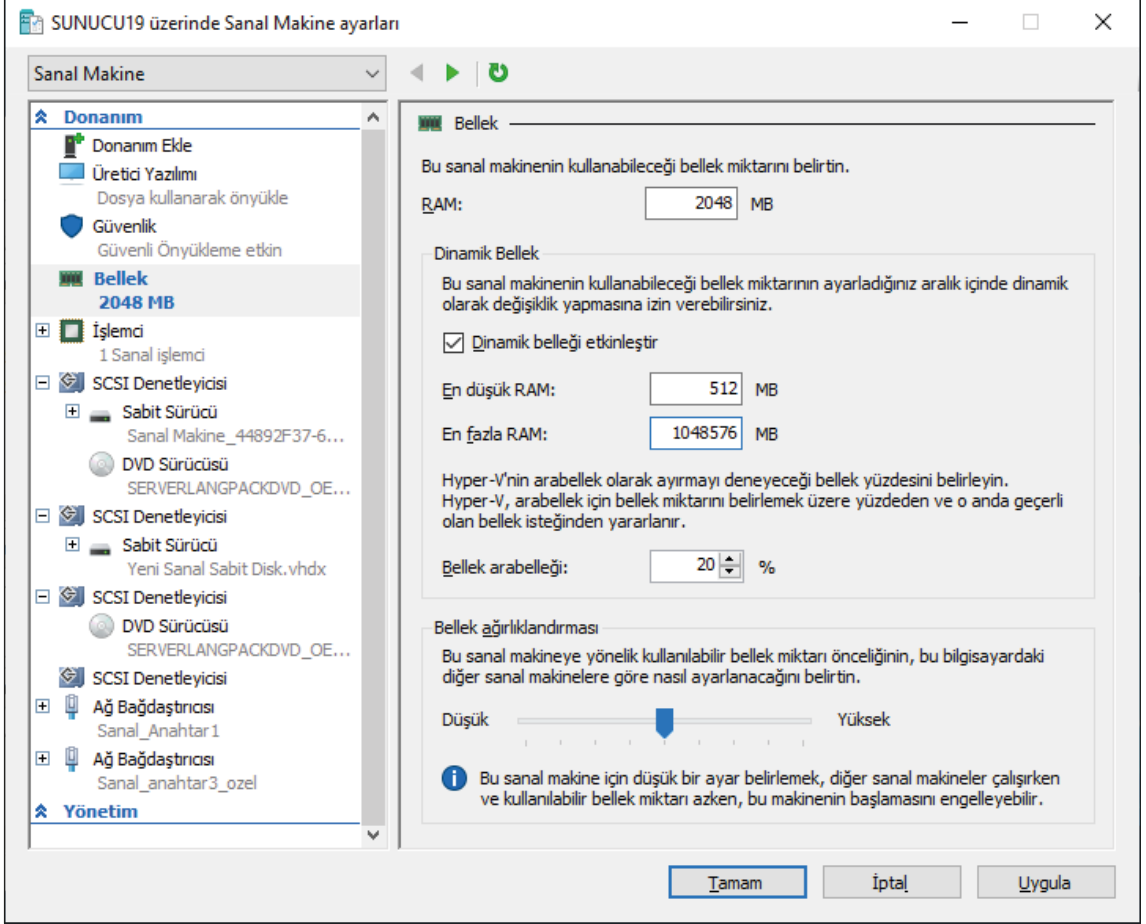 SUNUCU19 üzerinde Sanal Makine ayarları
Sanal Makine
Donanım
Donanım Ekle
Üretici Yazılımı
Dosya kullanarak önyükle
Güvenlik
Güvenli Önyükleme etkin
Bellek
2048 MB
İşlemci
1 Sanal işlemci
SCSI Denetleyicisi
Sabit Sürücü
Sanal Makine_44892F37-6...
DVD Sürücüsü
SERVERLANGPACKDVD_OE...
SCSI Denetleyicisi
Sabit Sürücü
Yeni Sanal Sabit Disk.vhdx
SCSI Denetleyicisi
DVD Sürücüsü
SERVERLANGPACKDVD_OE...
SCSI Denetleyicisi
Ağ Bağdaştırıcısı
Sanal_Anahtar1
Ağ Bağdaştırıcısı
Sanal_anahtar3_ozel
Yönetim
Bellek
Bu sanal makinenin kullanabileceği bellek miktarını belirtin.
RAM: 2048 MB
Dinamik Bellek
Bu sanal makinenin kullanabileceği bellek miktarının ayarladığınız aralık içinde dinamik
olarak değişiklik yapmasına izin verebilirsiniz.
Dinamik belleği etkinleştir
En düşük RAM: 512 MB
En fazla RAM: 1048576 MB
Hyper-V'nin arabellek olarak ayırmayı deneyeceği bellek yüzdesini belirleyin.
Hyper-V, arabellek için bellek miktarını belirlemek üzere yüzdeden ve o anda geçerli
olan bellek isteğinden yararlanır.
Bellek arabelleği: 20 %
Bellek ağırlıklandırması
Bu sanal makineye yönelik kullanılabilir bellek miktarı önceliğinin, bu bilgisayardaki
diğer sanal makinelere göre nasıl ayarlanacağını belirtin.
Düşük Yüksek
Bu sanal makine için düşük bir ayar belirlemek, diğer sanal makineler çalışırken
ve kullanılabilir bellek miktarı azken, bu makinenin başlamasını engelleyebilir.
Tamam İptal Uygula